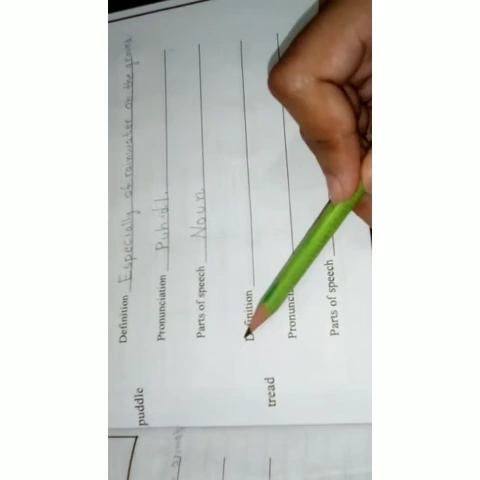 puddle
Definition Especially of rainwater on the ground
Pronunciation Puh·dl
Parts of speech Noun
tread
Definition
Pronunci
Parts of speech